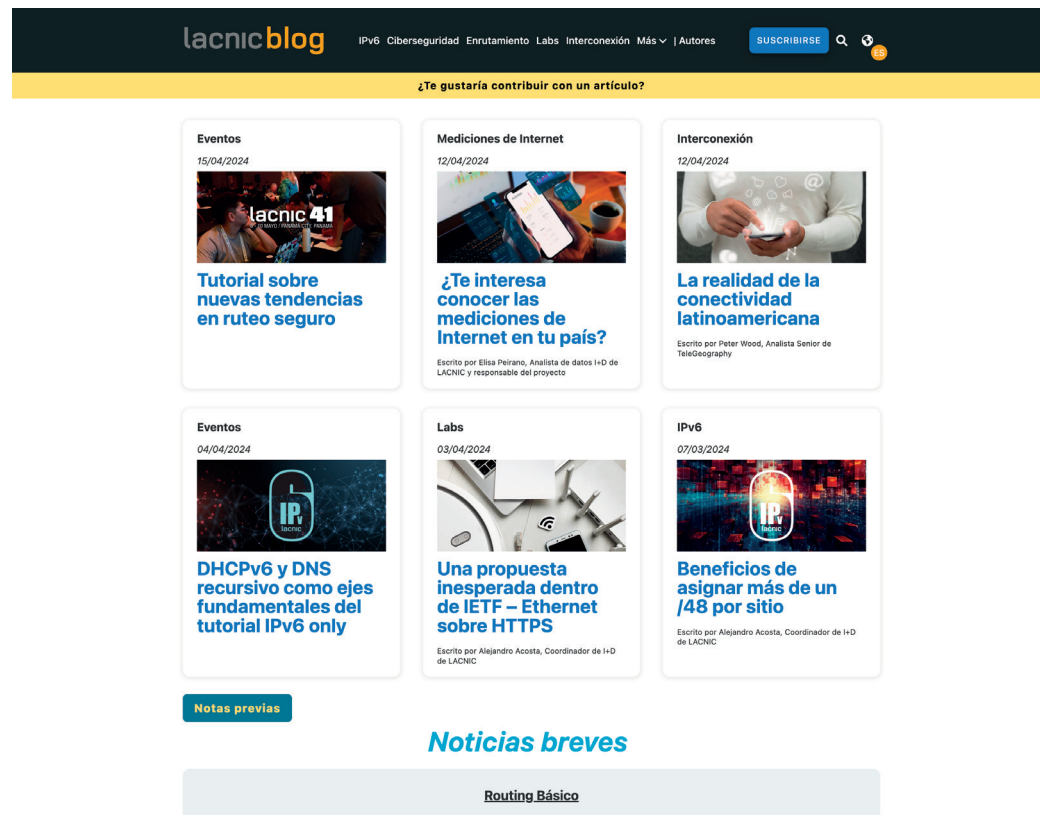 lacnic blog
IPv6 Ciberseguridad Enrutamiento Labs Interconexión Más | Autores
SUSCRIBIRSE
ES
¿Te gustaría contribuir con un artículo?
Eventos
15/04/2024
lacnic 41
Tutorial sobre
nuevas tendencias
en ruteo seguro
Mediciones de Internet
12/04/2024
¿Te interesa
conocer las
mediciones de
Internet en tu país?
Escrito por Elisa Peirano, Analista de datos I+D de
LACNIC y responsable del proyecto
Interconexión
12/04/2024
@
La realidad de la
conectividad
latinoamericana
Escrito por Peter Wood, Analista Senior de
TeleGeography
Eventos
04/04/2024
6
IPv
lacnic
DHCPv6 y DNS
recursivo como ejes
fundamentales del
tutorial IPv6 only
Labs
03/04/2024
Una propuesta
inesperada dentro
de IETF – Ethernet
sobre HTTPS
Escrito por Alejandro Acosta, Coordinador de I+D
de LACNIC
IPv6
07/03/2024
6
IPv
lacnic
Beneficios de
asignar más de un
/48 por sitio
Escrito por Alejandro Acosta, Coordinador de I+D
de LACNIC
Notas previas
Noticias breves
Routing Básico